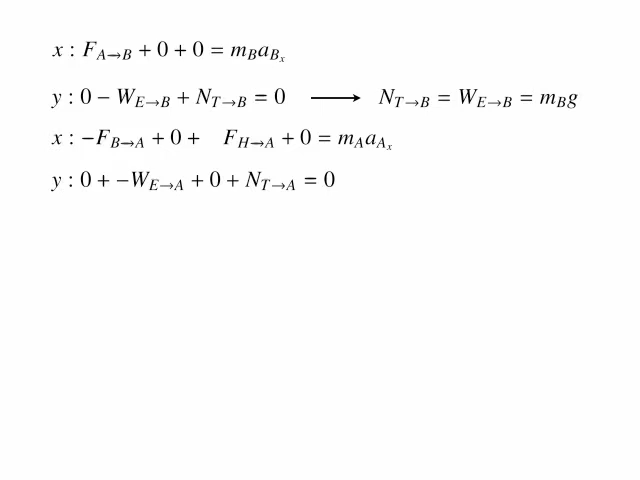 x : F_{A→B} + 0 + 0 = m_B a_{B_x}
y : 0 − W_{E→B} + N_{T→B} = 0 ⟶ N_{T→B} = W_{E→B} = m_B g
x : −F_{B→A} + 0 + F_{H→A} + 0 = m_A a_{A_x}
y : 0 + −W_{E→A} + 0 + N_{T→A} = 0